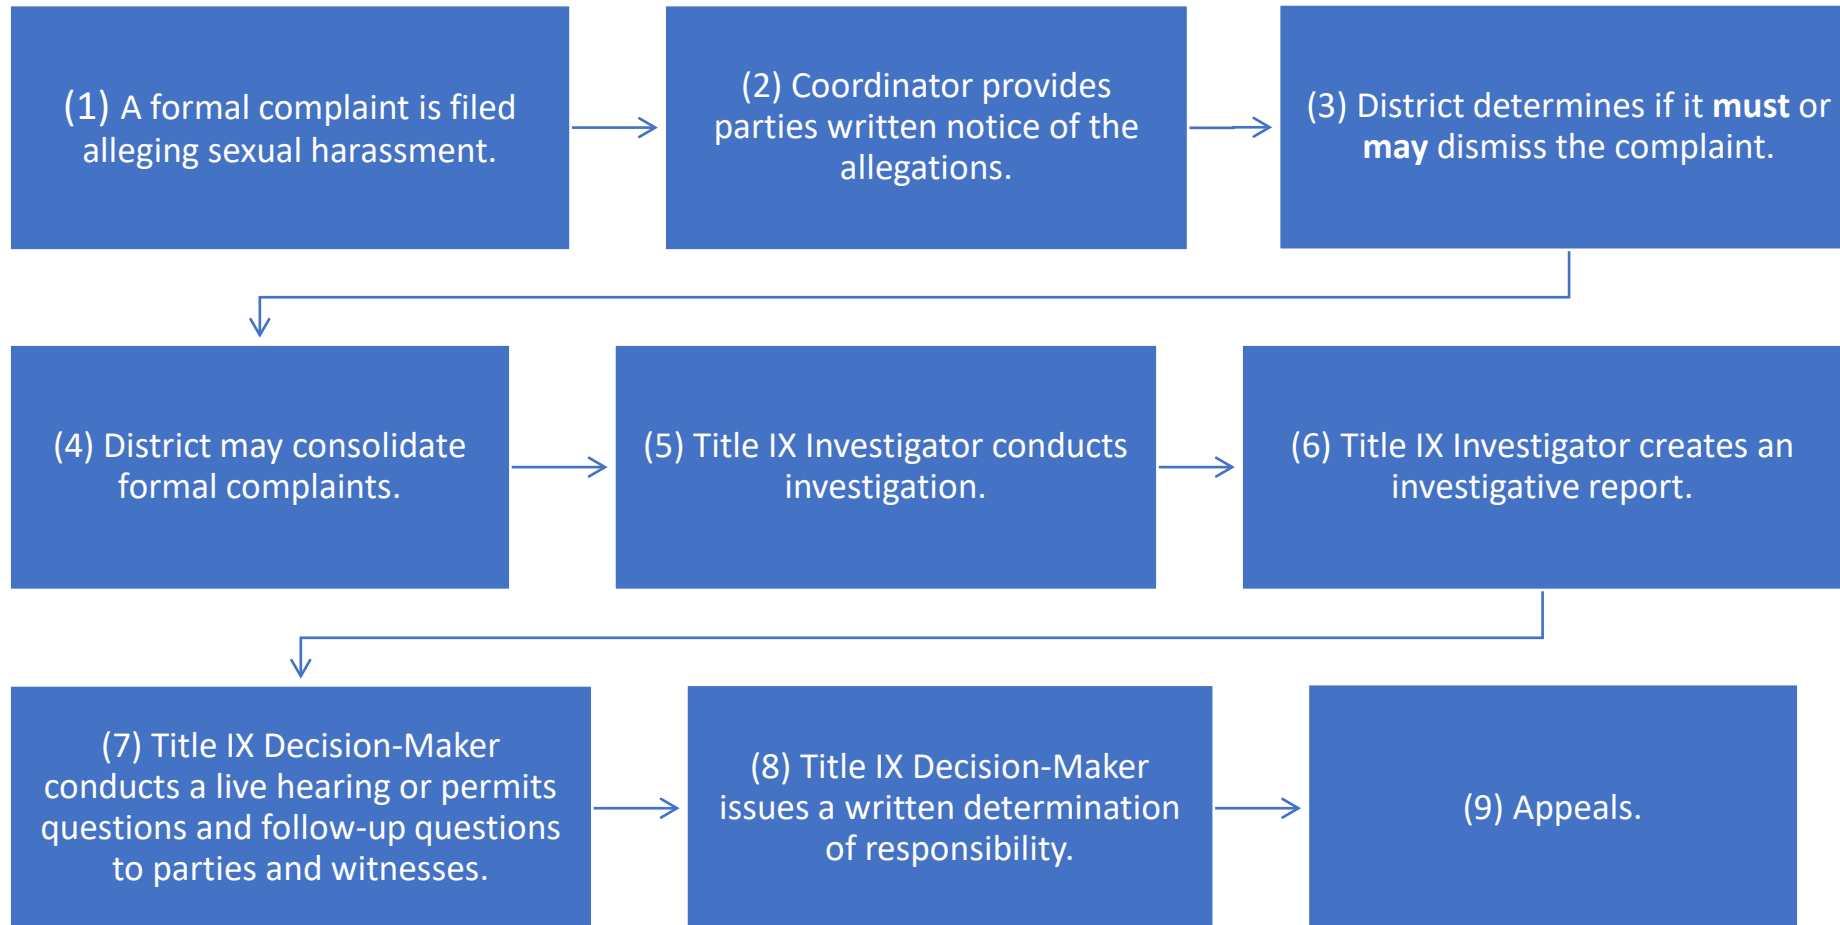 (1) A formal complaint is filed
alleging sexual harassment.
(2) Coordinator provides
parties written notice of the
allegations.
(3) District determines if it must or
may dismiss the complaint.
(4) District may consolidate
formal complaints.
(5) Title IX Investigator conducts
investigation.
(6) Title IX Investigator creates an
investigative report.
(7) Title IX Decision-Maker
conducts a live hearing or permits
questions and follow-up questions
to parties and witnesses.
(8) Title IX Decision-Maker
issues a written determination
of responsibility.
(9) Appeals.